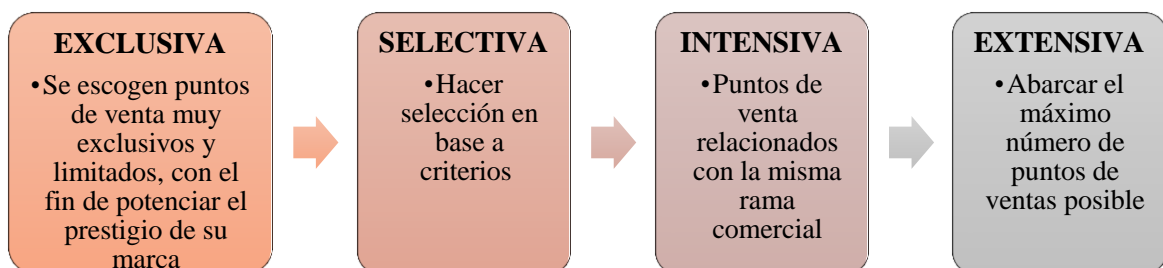 EXCLUSIVA
•Se escogen puntos
de venta muy
exclusivos y
limitados, con el
fin de potenciar el
prestigio de su
marca
SELECTIVA
•Hacer
selección en
base a
criterios
INTENSIVA
•Puntos de
venta
relacionados
con la misma
rama
comercial
EXTENSIVA
•Abarcar el
máximo
número de
puntos de
ventas posible